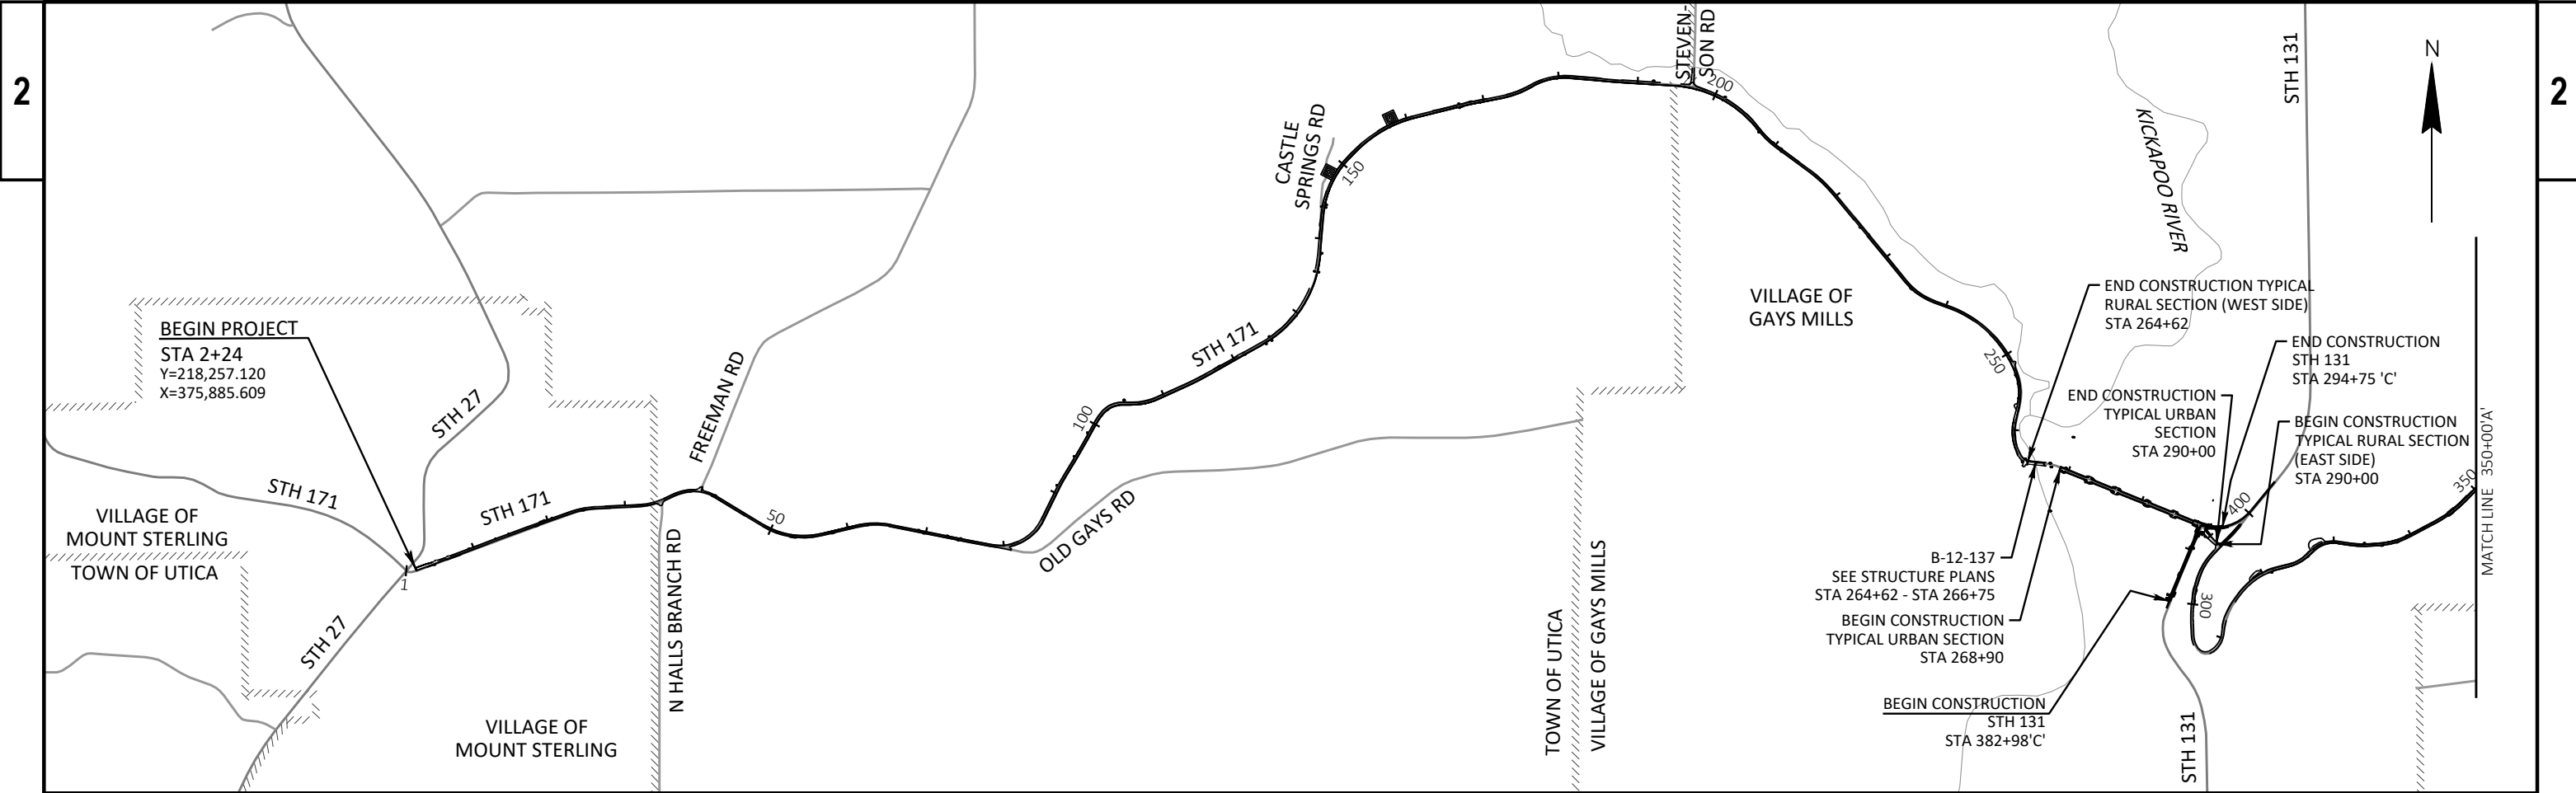 2
2
N
BEGIN PROJECT
STA 2+24
Y=218,257.120
X=375,885.609
STH 27
STH 171
STH 171
VILLAGE OF
MOUNT STERLING
TOWN OF UTICA
1
STH 27
VILLAGE OF
MOUNT STERLING
N HALLS BRANCH RD
FREEMAN RD
50
OLD GAYS RD
100
STH 171
CASTLE
SPRINGS RD
150
STEVEN-
SON RD
200
VILLAGE OF
GAYS MILLS
TOWN OF UTICA
VILLAGE OF GAYS MILLS
250
KICKAPOO RIVER
STH 131
END CONSTRUCTION TYPICAL
RURAL SECTION (WEST SIDE)
STA 264+62
END CONSTRUCTION
STH 131
STA 294+75 'C'
END CONSTRUCTION
TYPICAL URBAN
SECTION
STA 290+00
BEGIN CONSTRUCTION
TYPICAL RURAL SECTION
(EAST SIDE)
STA 290+00
B-12-137
SEE STRUCTURE PLANS
STA 264+62 - STA 266+75
BEGIN CONSTRUCTION
TYPICAL URBAN SECTION
STA 268+90
BEGIN CONSTRUCTION
STH 131
STA 382+98'C'
400
300
350
STH 131
MATCH LINE 350+00'A'